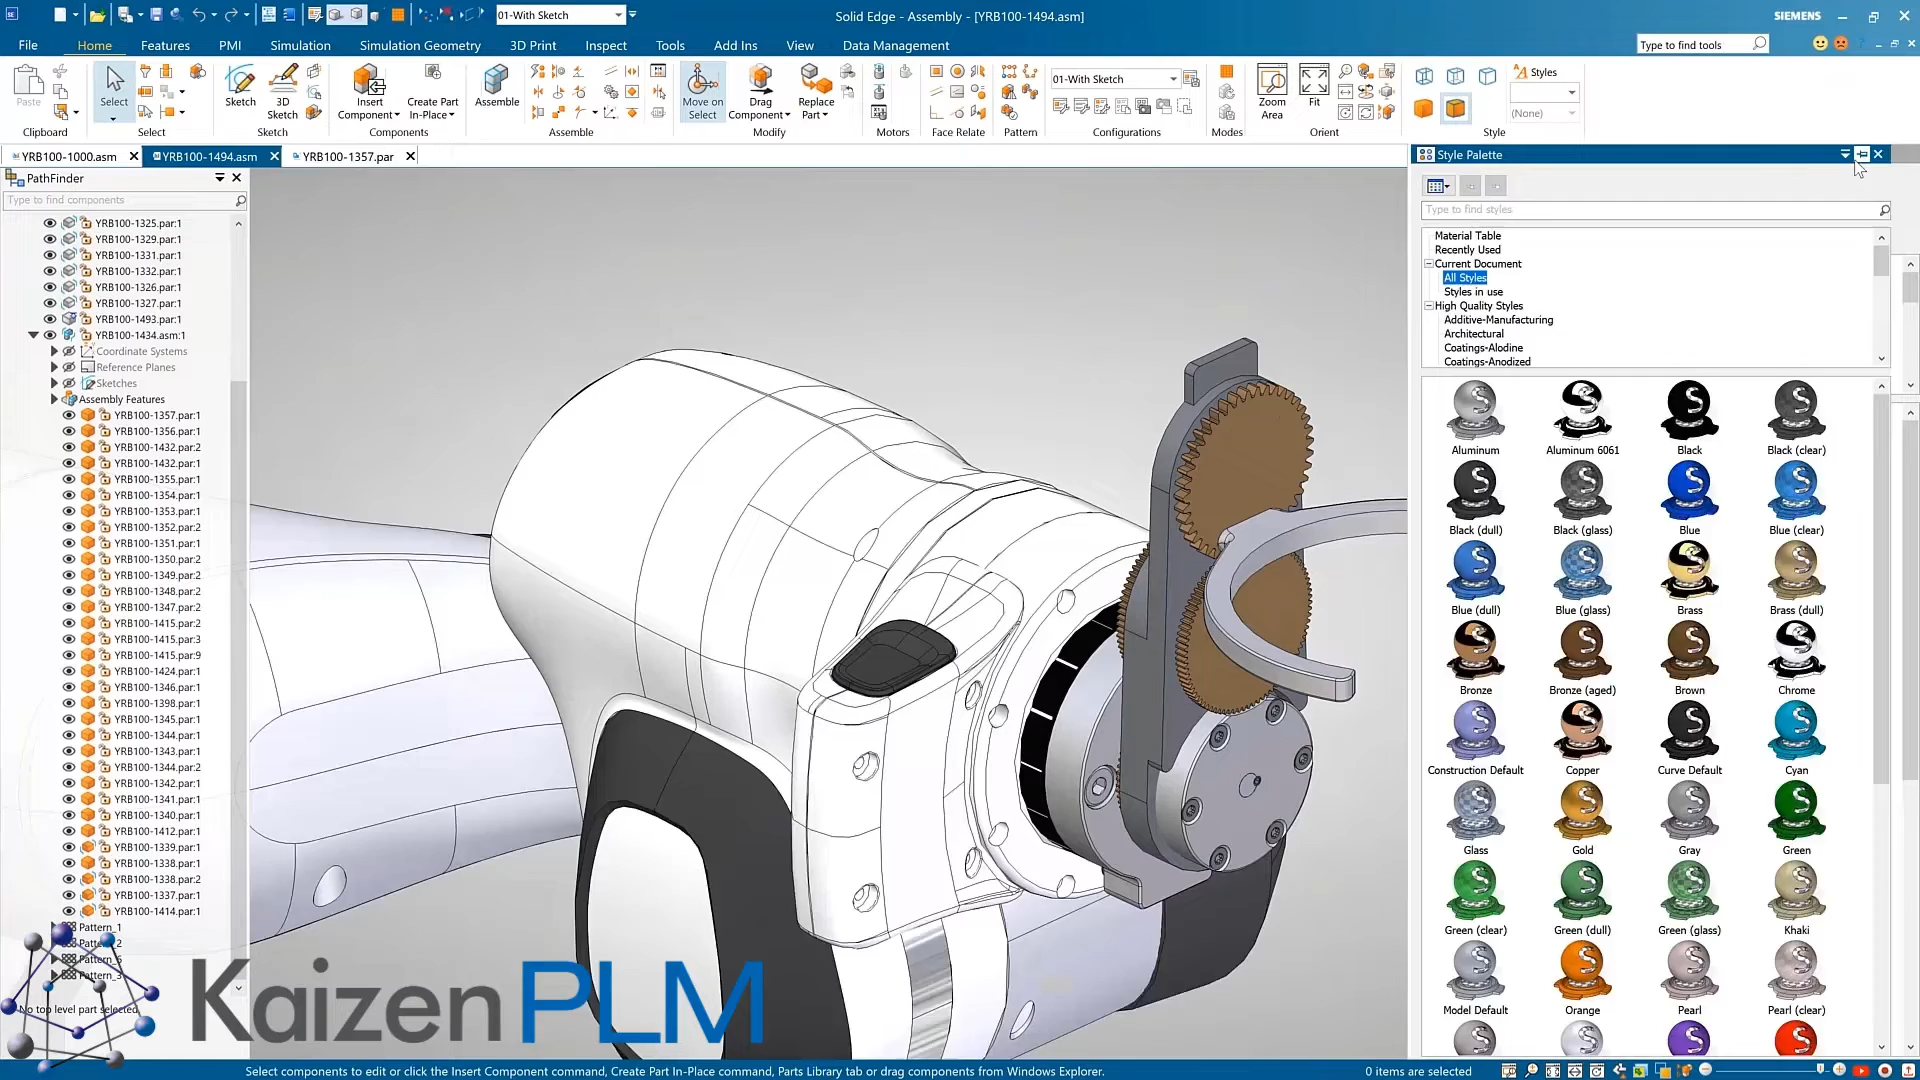 01-With Sketch
Solid Edge - Assembly - [YRB100-1494.asm]
SIEMENS
File
Home
Features
PMI
Simulation
Simulation Geometry
3D Print
Inspect
Tools
Add Ins
View
Data Management
Type to find tools
Paste
Select
Sketch
3D Sketch
Insert Component
Create Part In-Place
Assemble
Move on Select
Drag Component
Replace Part
01-With Sketch
Zoom Area
Fit
Styles
(None)
Clipboard
Select
Sketch
Components
Assemble
Modify
Motors
Face Relate
Pattern
Configurations
Modes
Orient
Style
YRB100-1000.asm
YRB100-1494.asm
YRB100-1357.par
PathFinder
Type to find components
YRB100-1325.par:1
YRB100-1329.par:1
YRB100-1331.par:1
YRB100-1332.par:1
YRB100-1326.par:1
YRB100-1327.par:1
YRB100-1493.par:1
YRB100-1434.asm:1
Coordinate Systems
Reference Planes
Sketches
Assembly Features
YRB100-1357.par:1
YRB100-1356.par:1
YRB100-1432.par:2
YRB100-1432.par:1
YRB100-1355.par:1
YRB100-1354.par:1
YRB100-1353.par:1
YRB100-1352.par:2
YRB100-1351.par:1
YRB100-1350.par:2
YRB100-1349.par:2
YRB100-1348.par:2
YRB100-1347.par:2
YRB100-1415.par:2
YRB100-1415.par:3
YRB100-1415.par:9
YRB100-1424.par:1
YRB100-1346.par:1
YRB100-1398.par:1
YRB100-1345.par:1
YRB100-1344.par:1
YRB100-1343.par:1
YRB100-1344.par:2
YRB100-1342.par:1
YRB100-1341.par:1
YRB100-1340.par:1
YRB100-1412.par:1
YRB100-1339.par:1
YRB100-1338.par:1
YRB100-1338.par:2
YRB100-1337.par:1
YRB100-1414.par:1
Pattern_1
Pattern_2
Pattern_3
No top level part selected
KaizenPLM
Style Palette
Type to find styles
Material Table
Recently Used
Current Document
All Styles
Styles in use
High Quality Styles
Additive-Manufacturing
Architectural
Coatings-Alodine
Coatings-Anodized
Aluminum
Aluminum 6061
Black
Black (clear)
Black (dull)
Black (glass)
Blue
Blue (clear)
Blue (dull)
Blue (glass)
Brass
Brass (dull)
Bronze
Bronze (aged)
Brown
Chrome
Construction Default
Copper
Curve Default
Cyan
Glass
Gold
Gray
Green
Green (clear)
Green (dull)
Green (glass)
Khaki
Model Default
Orange
Pearl
Pearl (clear)
Select components to edit or click the Insert Component command, Create Part In-Place command, Parts Library tab or drag components from Windows Explorer.
0 items are selected